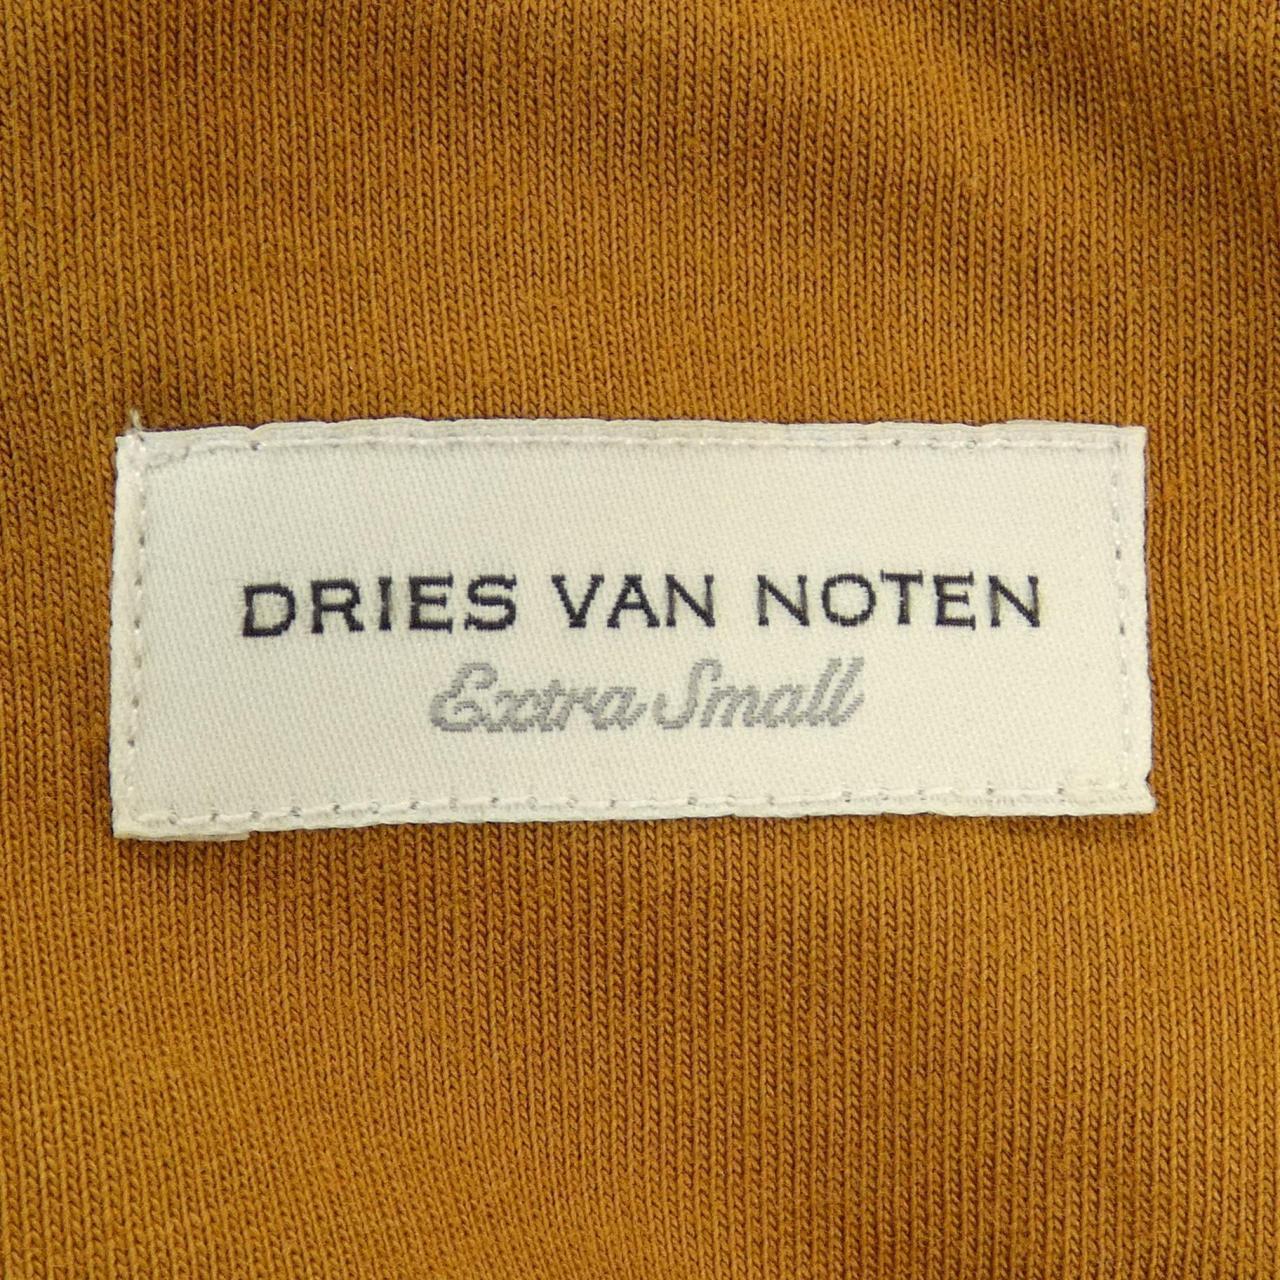 DRIES VAN NOTEN
Extra Small